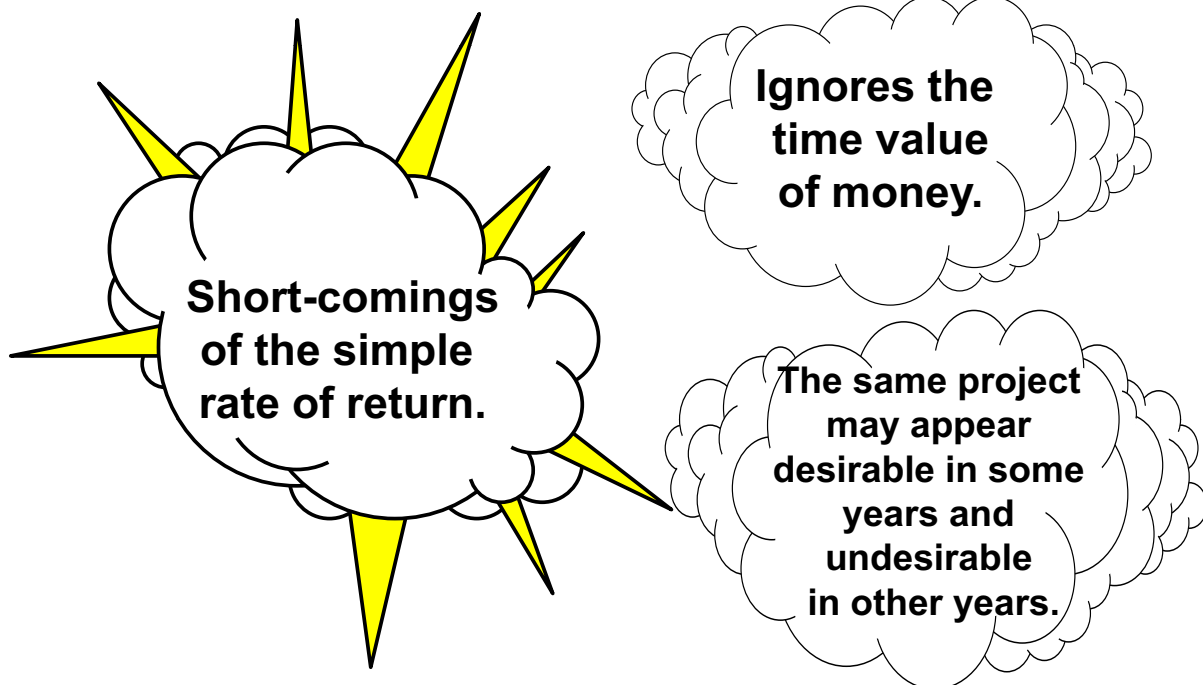 Short-comings
of the simple
rate of return.
Ignores the
time value
of money.
The same project
may appear
desirable in some
years and
undesirable
in other years.